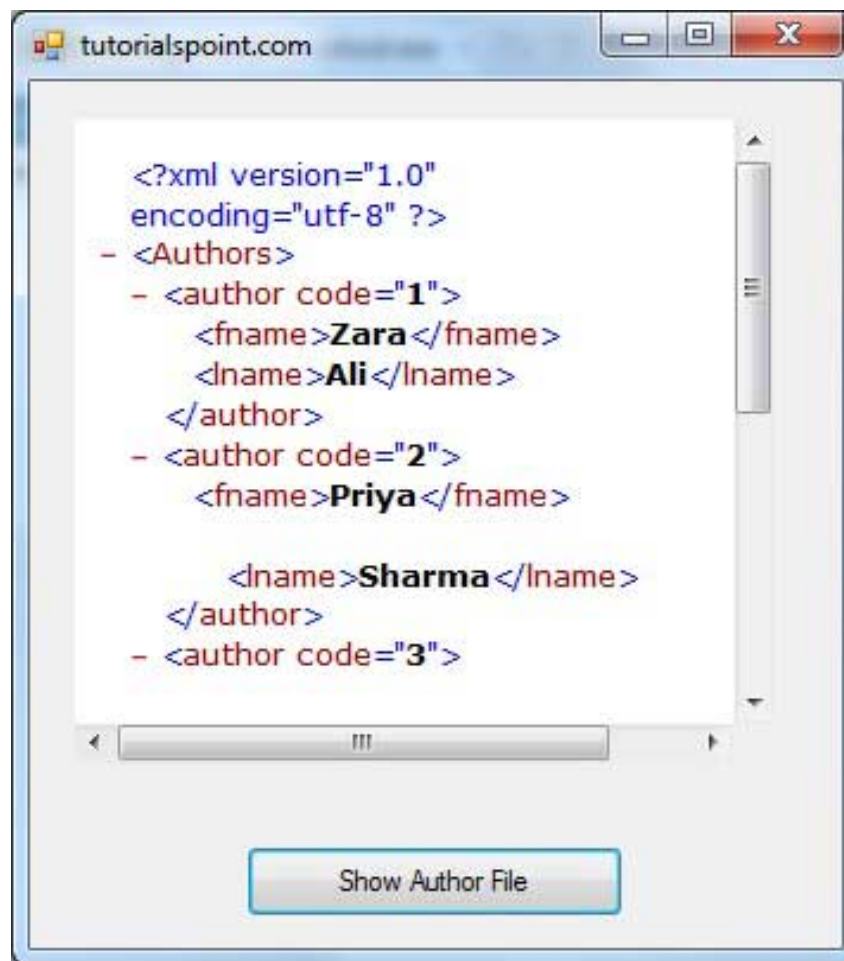 tutorialspoint.com
<?xml version="1.0"
encoding="utf-8" ?>
– <Authors>
– <author code="1">
<fname>Zara</fname>
<lname>Ali</lname>
</author>
– <author code="2">
<fname>Priya</fname>
<lname>Sharma</lname>
</author>
– <author code="3">
Show Author File